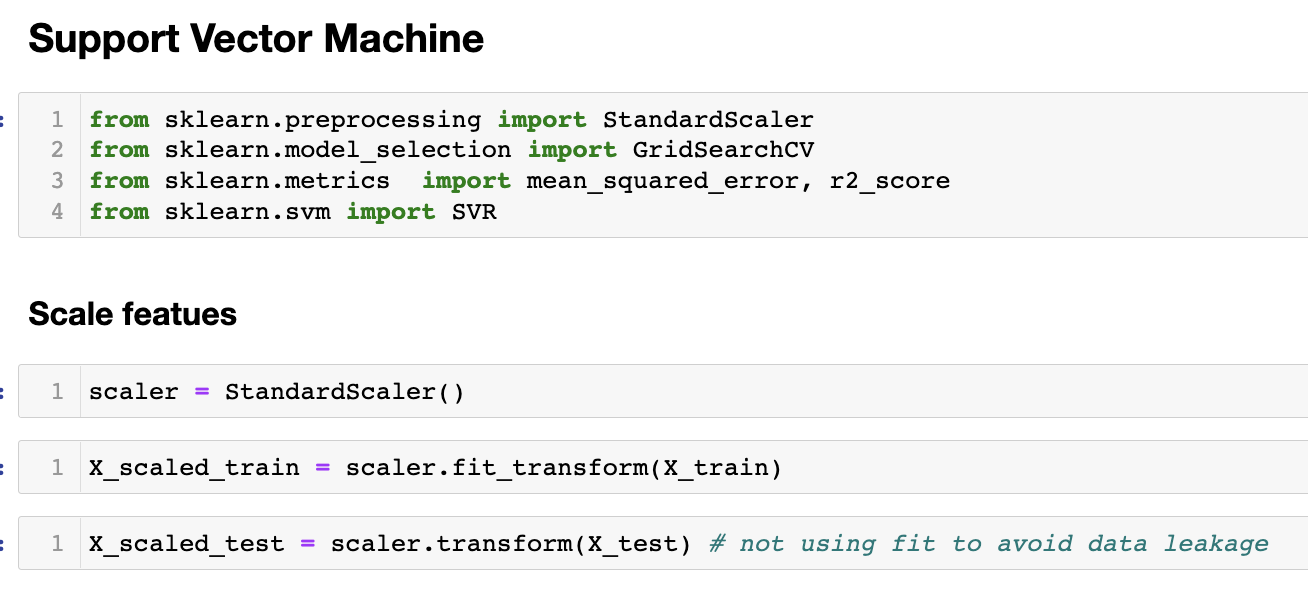 Support Vector Machine
1 from sklearn.preprocessing import StandardScaler
2 from sklearn.model_selection import GridSearchCV
3 from sklearn.metrics  import mean_squared_error, r2_score
4 from sklearn.svm import SVR
Scale featues
1 scaler = StandardScaler()
1 X_scaled_train = scaler.fit_transform(X_train)
1 X_scaled_test = scaler.transform(X_test) # not using fit to avoid data leakage